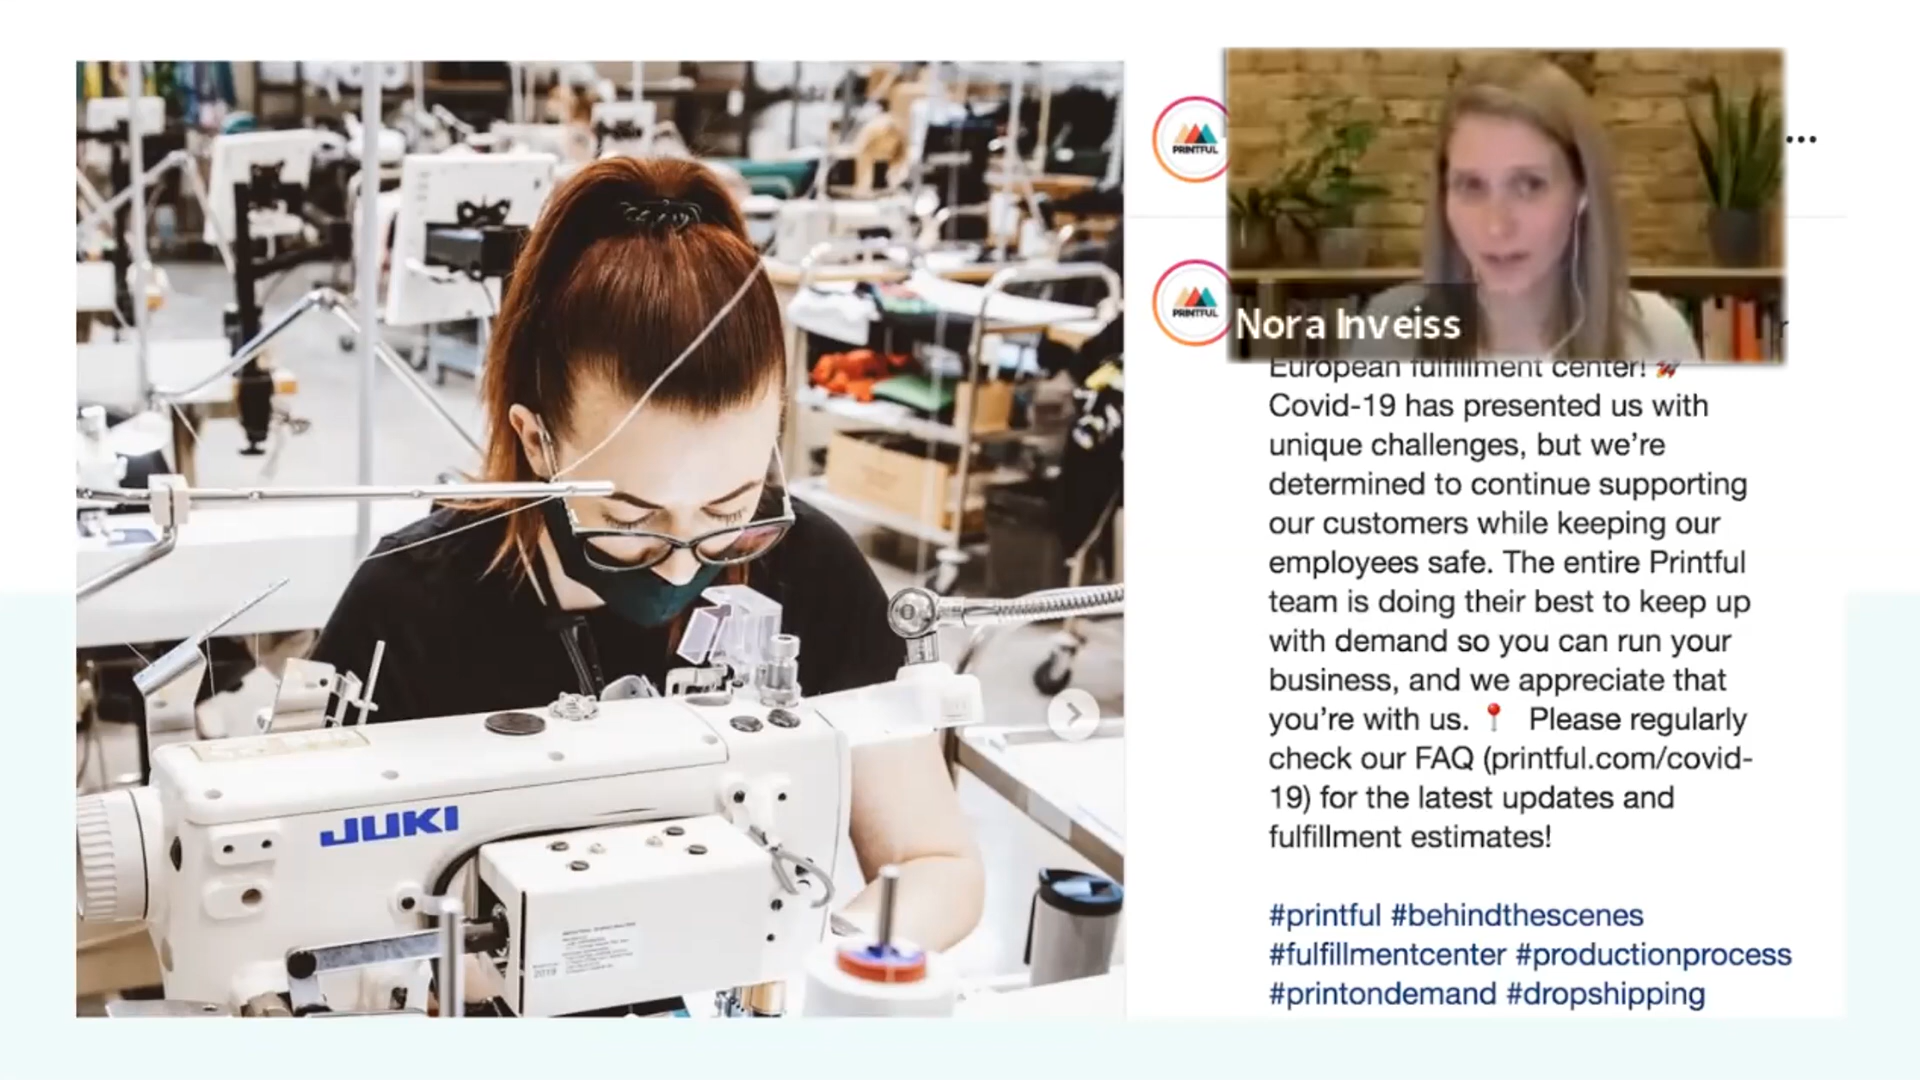 PRINTFUL
...
PRINTFUL
Nora Inveiss
r
European fulfillment center! 🚀
Covid-19 has presented us with
unique challenges, but we’re
determined to continue supporting
our customers while keeping our
employees safe. The entire Printful
team is doing their best to keep up
with demand so you can run your
business, and we appreciate that
you’re with us. 📍 Please regularly
check our FAQ (printful.com/covid-
19) for the latest updates and
fulfillment estimates!
#printful #behindthescenes
#fulfillmentcenter #productionprocess
#printondemand #dropshipping
JUKI
2019